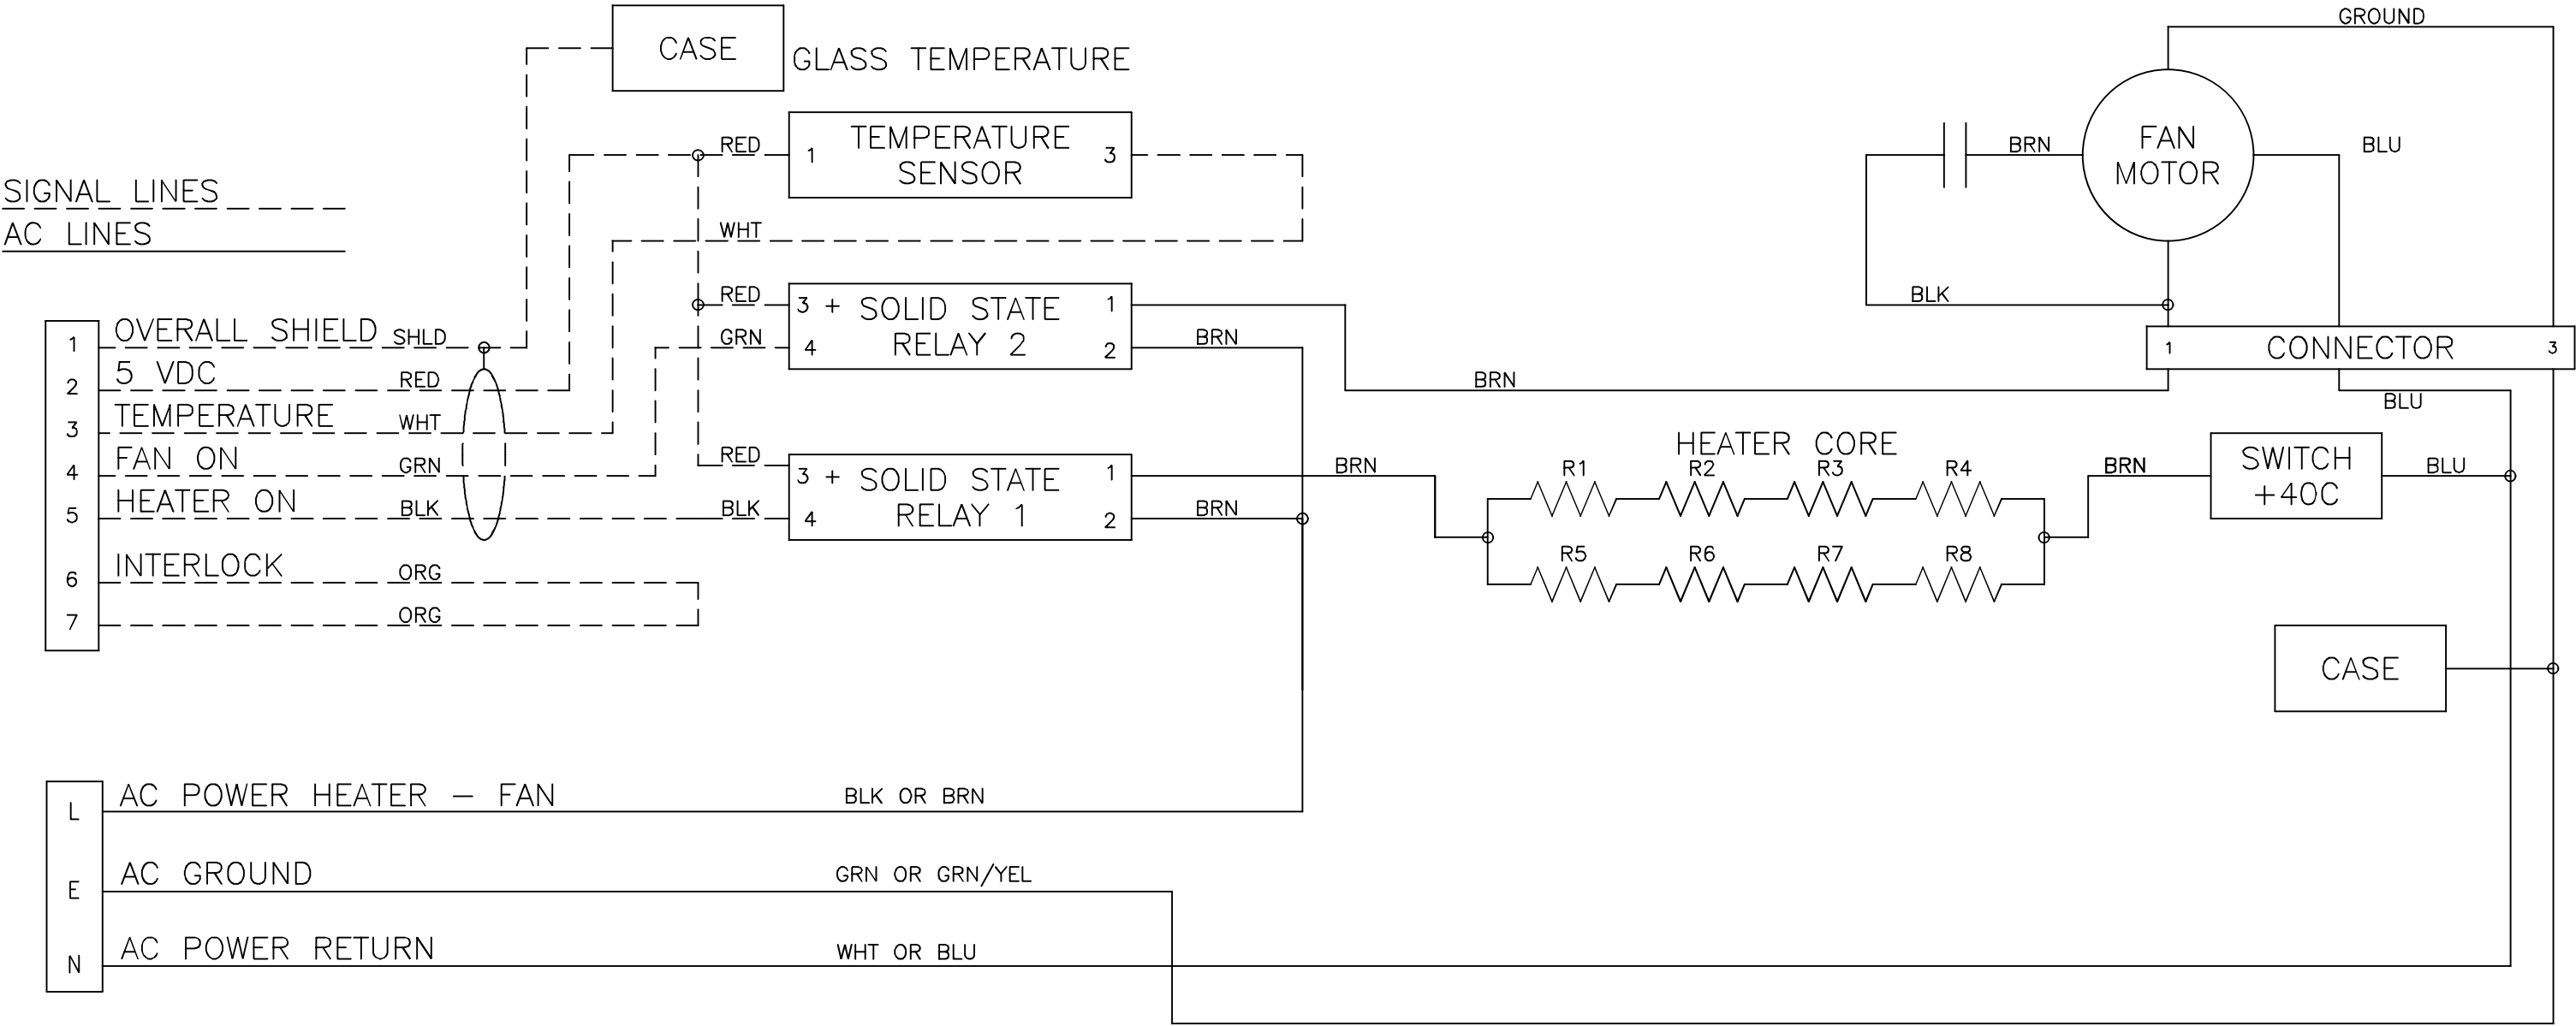 GROUND
CASE
GLASS TEMPERATURE
RED
1
TEMPERATURE
SENSOR
3
BRN
FAN
MOTOR
BLU
SIGNAL LINES
AC LINES
WHT
RED
3 + SOLID STATE 1
GRN
4 RELAY 2 2
BRN
BLK
1 CONNECTOR 3
BRN
BLU
1 OVERALL SHIELD SHLD
2 5 VDC RED
3 TEMPERATURE WHT
4 FAN ON GRN
5 HEATER ON BLK
6 INTERLOCK ORG
7 ORG
RED
3 + SOLID STATE 1
BLK
4 RELAY 1 2
BRN
BRN
HEATER CORE
R1 R2 R3 R4
R5 R6 R7 R8
BRN
SWITCH
+40C
BLU
CASE
L AC POWER HEATER – FAN BLK OR BRN
E AC GROUND GRN OR GRN/YEL
N AC POWER RETURN WHT OR BLU